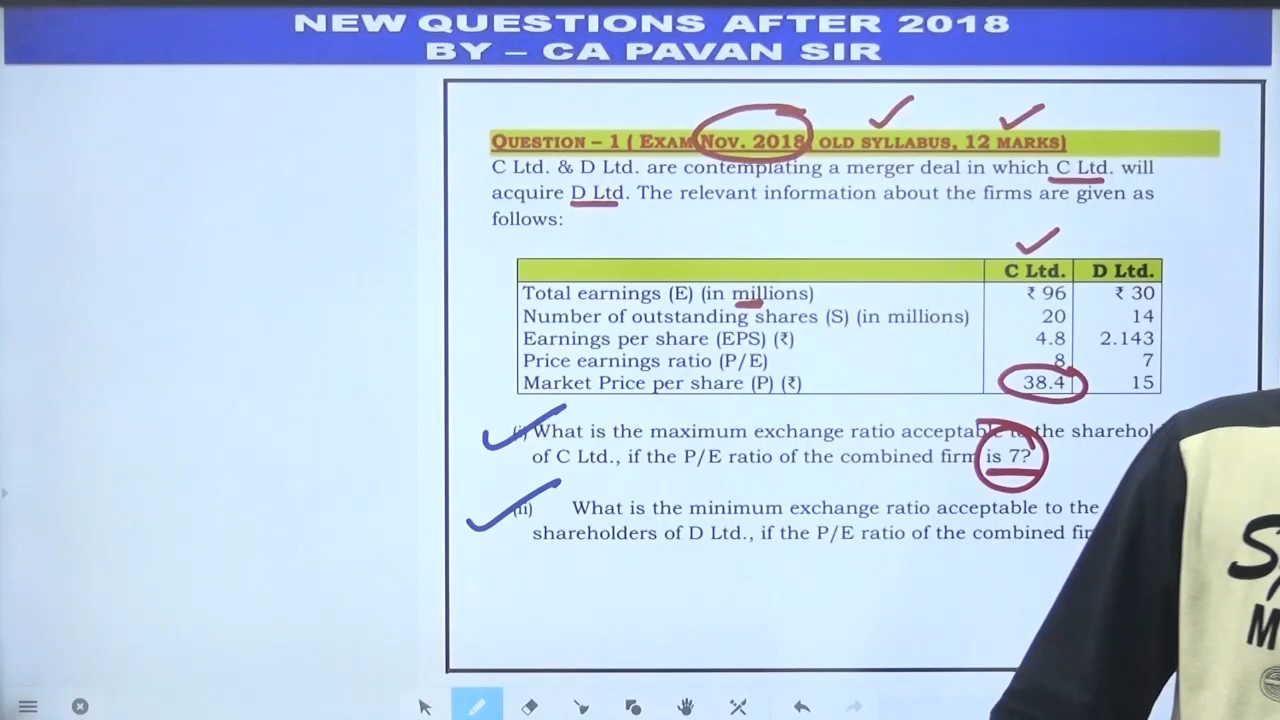 NEW QUESTIONS AFTER 2018
BY – CA PAVAN SIR
QUESTION – 1 ( EXAM NOV. 2018, OLD SYLLABUS, 12 MARKS)
C Ltd. & D Ltd. are contemplating a merger deal in which C Ltd. will
acquire D Ltd. The relevant information about the firms are given as
follows:
C Ltd. D Ltd.
Total earnings (E) (in millions) ₹ 96 ₹ 30
Number of outstanding shares (S) (in millions) 20 14
Earnings per share (EPS) (₹) 4.8 2.143
Price earnings ratio (P/E) 8 7
Market Price per share (P) (₹) 38.4 15
(i) What is the maximum exchange ratio acceptable to the
of C Ltd., if the P/E ratio of the combined firm is 7?
(ii) What is the minimum exchange ratio acceptable to the
shareholders of D Ltd., if the P/E ratio of the combined